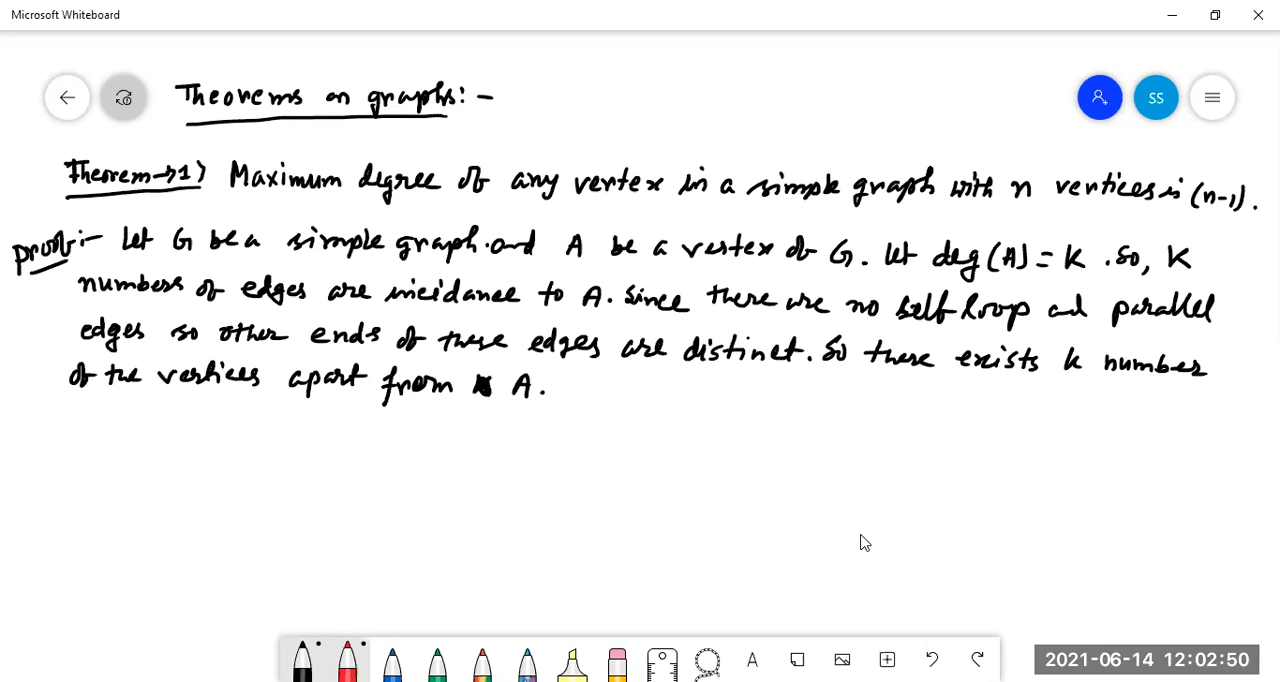 Microsoft Whiteboard
Theorems on graphs:-
SS
Theorem→1) Maximum degree of any vertex in a simple graph with n vertices is (n-1).
Proof:- Let G be a simple graph. and A be a vertex of G. Let deg(A) = K. So, K
numbers of edges are incidance to A. Since there are no self loop and parallel
edges so other ends of these edges are distinct. So there exists k number
of the vertices apart from A.
A
2021-06-14 12:02:50